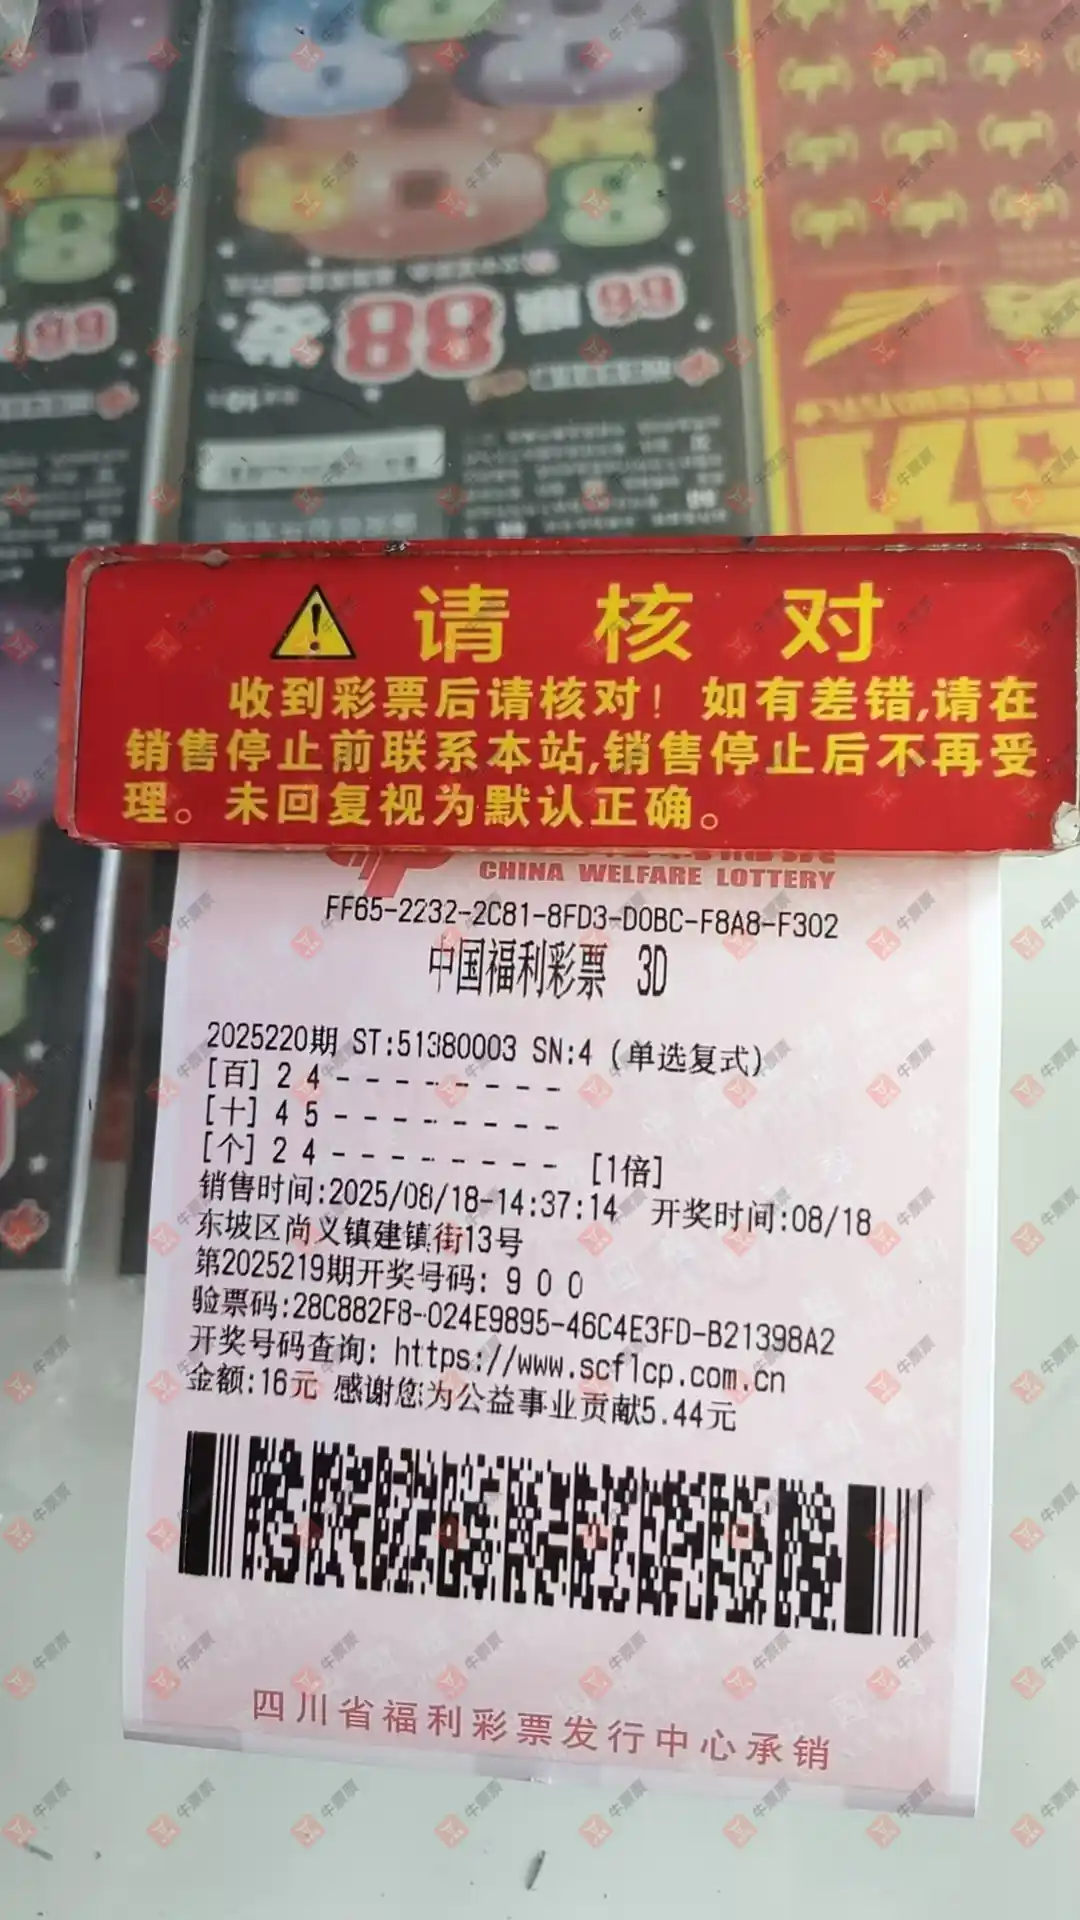 请核对
收到彩票后请核对！如有差错,请在
销售停止前联系本站,销售停止后不再受
理。未回复视为默认正确。
CHINA WELFARE LOTTERY
FF65-2232-2C81-8FD3-D0BC-F8A8-F302
中国福利彩票 3D
2025220期 ST:51380003 SN:4 (单选复式)
[百] 2 4 - - - - - - - -
[十] 4 5 - - - - - - - -
[个] 2 4 - - - - - - - - [1倍]
销售时间:2025/08/18-14:37:14 开奖时间:08/18
东坡区尚义镇建镇街13号
第2025219期开奖号码: 9 0 0
验票码:28C882F8-024E9895-46C4E3FD-B21398A2
开奖号码查询: https://www.scflcp.com.cn
金额:16元 感谢您为公益事业贡献5.44元
四川省福利彩票发行中心承销
牛票票
66顺
88发